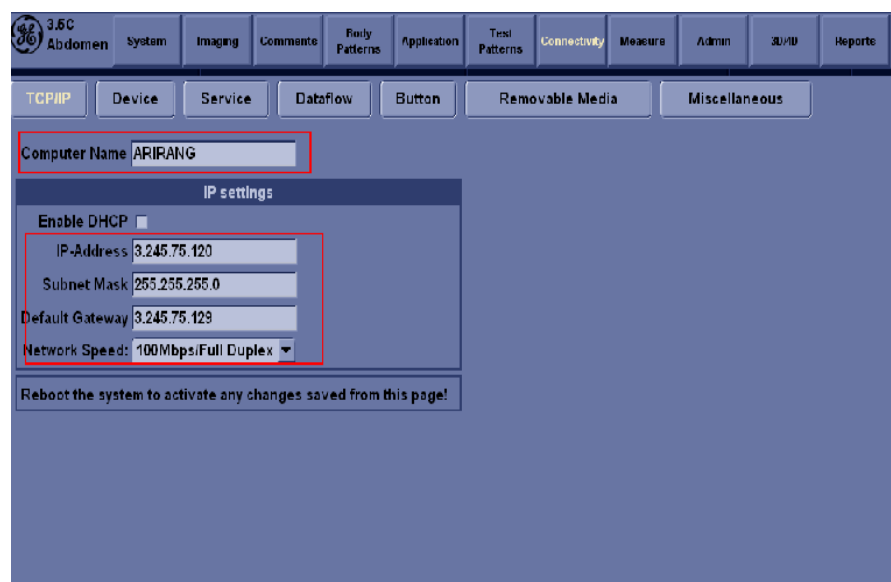 3.5C
Abdomen
System
Imaging
Comments
Body
Patterns
Application
Test
Patterns
Connectivity
Measure
Admin
3D/4D
Reports
TCP/IP
Device
Service
Dataflow
Button
Removable Media
Miscellaneous
Computer Name ARIRANG
IP settings
Enable DHCP
IP-Address 3.245.75.120
Subnet Mask 255.255.255.0
Default Gateway 3.245.75.129
Network Speed: 100Mbps/Full Duplex
Reboot the system to activate any changes saved from this page!